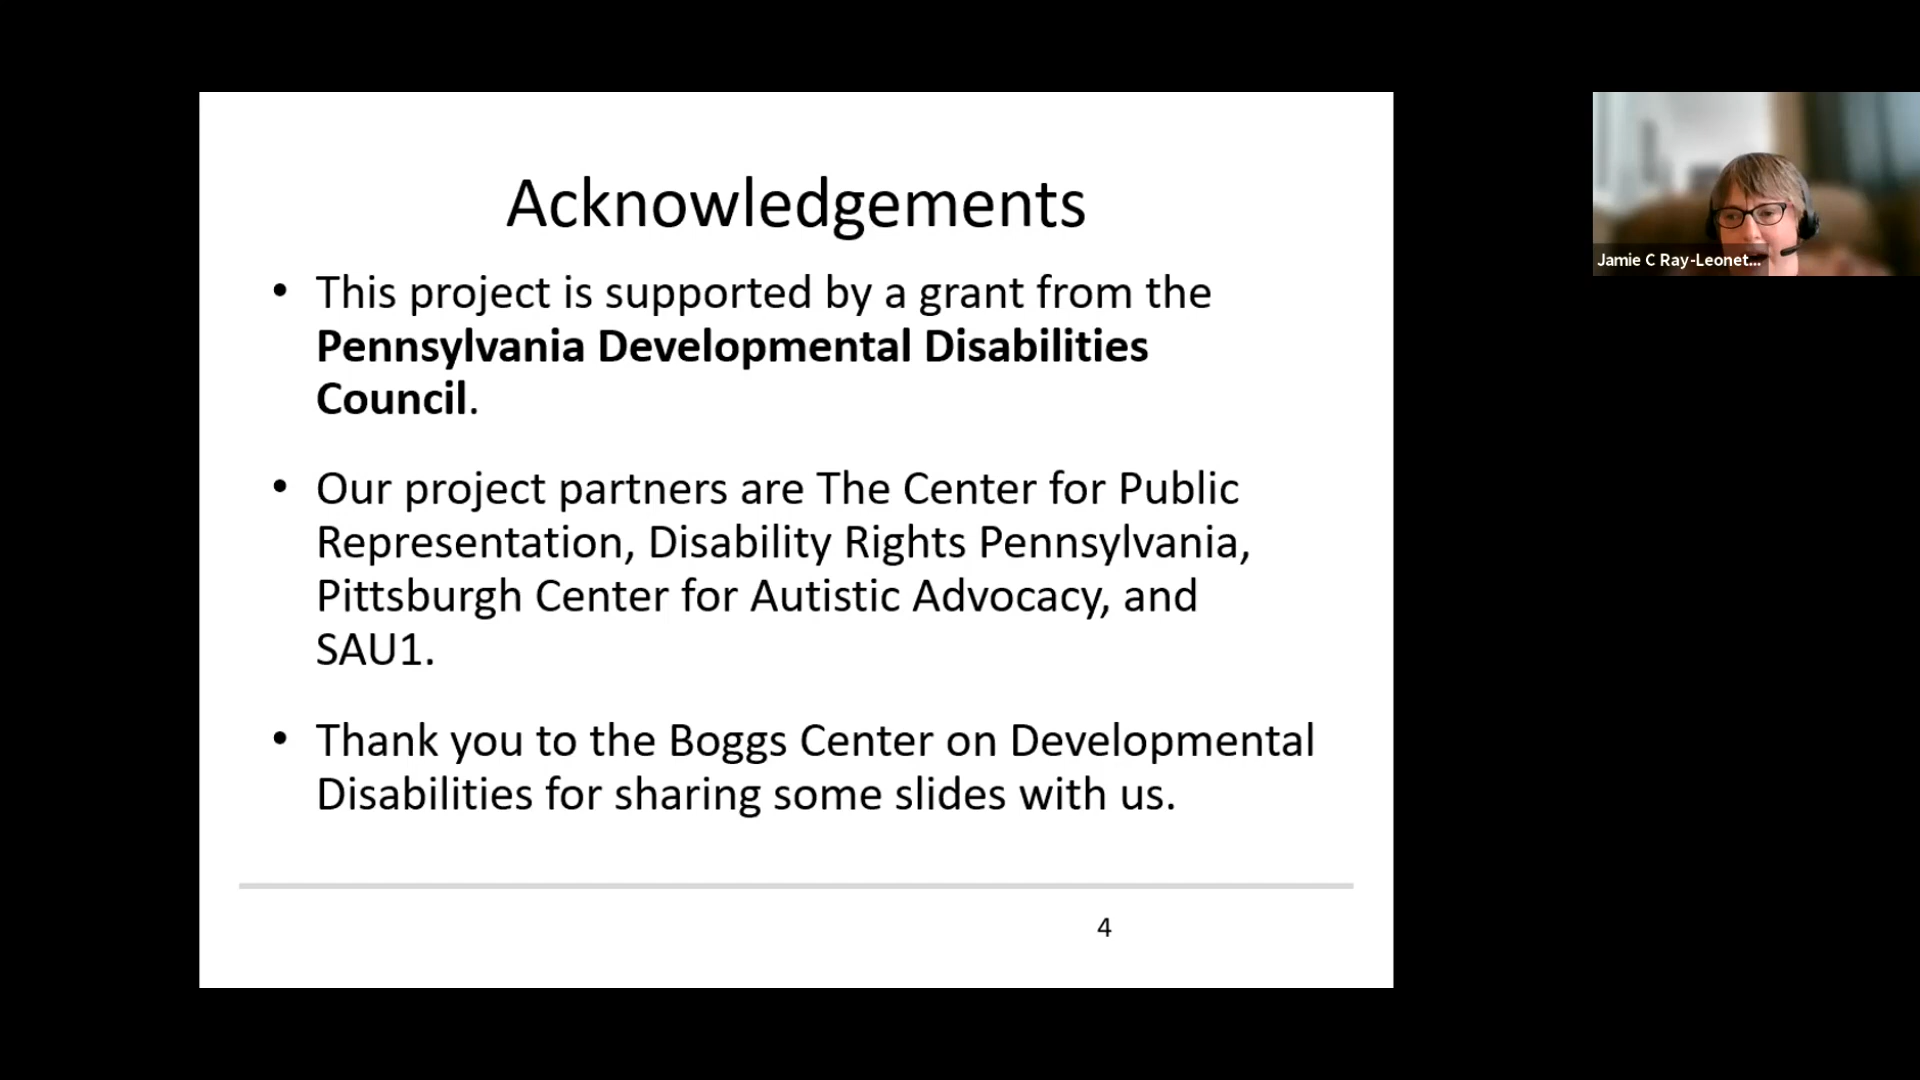 Acknowledgements
• This project is supported by a grant from the
Pennsylvania Developmental Disabilities
Council.
• Our project partners are The Center for Public
Representation, Disability Rights Pennsylvania,
Pittsburgh Center for Autistic Advocacy, and
SAU1.
• Thank you to the Boggs Center on Developmental
Disabilities for sharing some slides with us.
4
Jamie C Ray-Leonet...